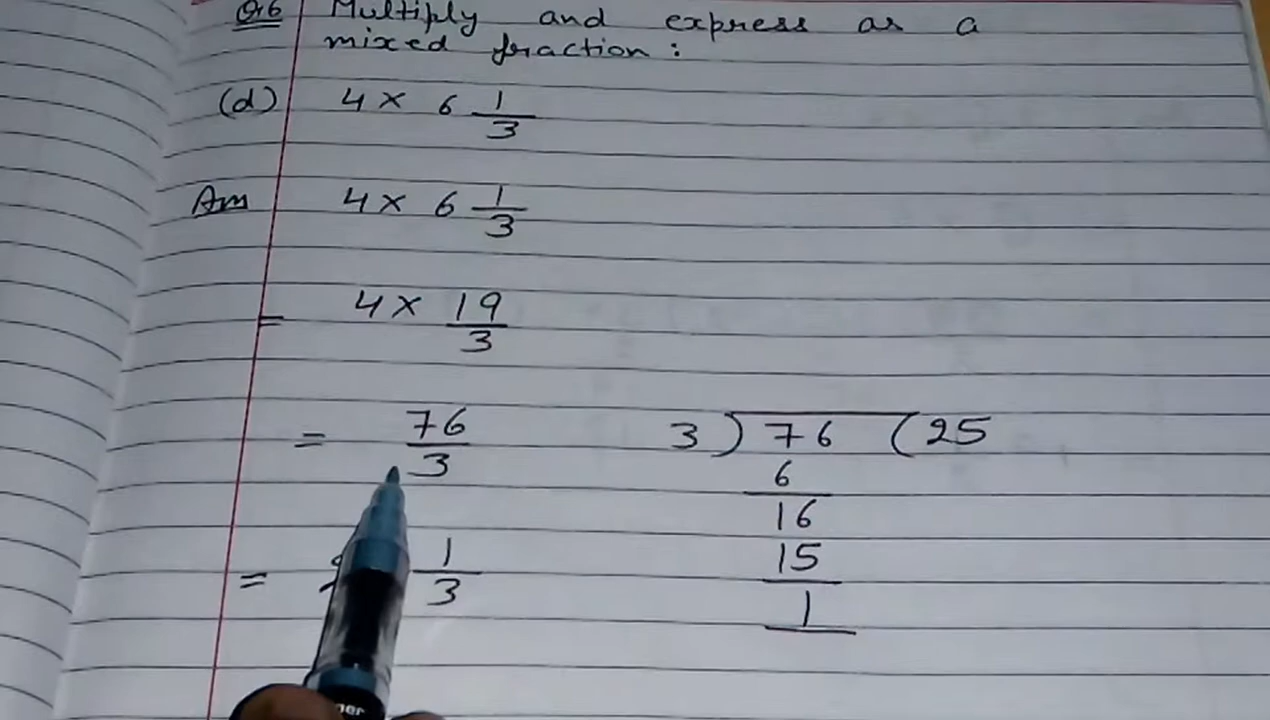 Q.6 Multiply and express as a
mixed fraction :
(d) 4 × 6 1/3
Ans 4 × 6 1/3
= 4 × 19/3
= 76/3
3 ) 76 ( 25
6
16
15
1
= 1/3